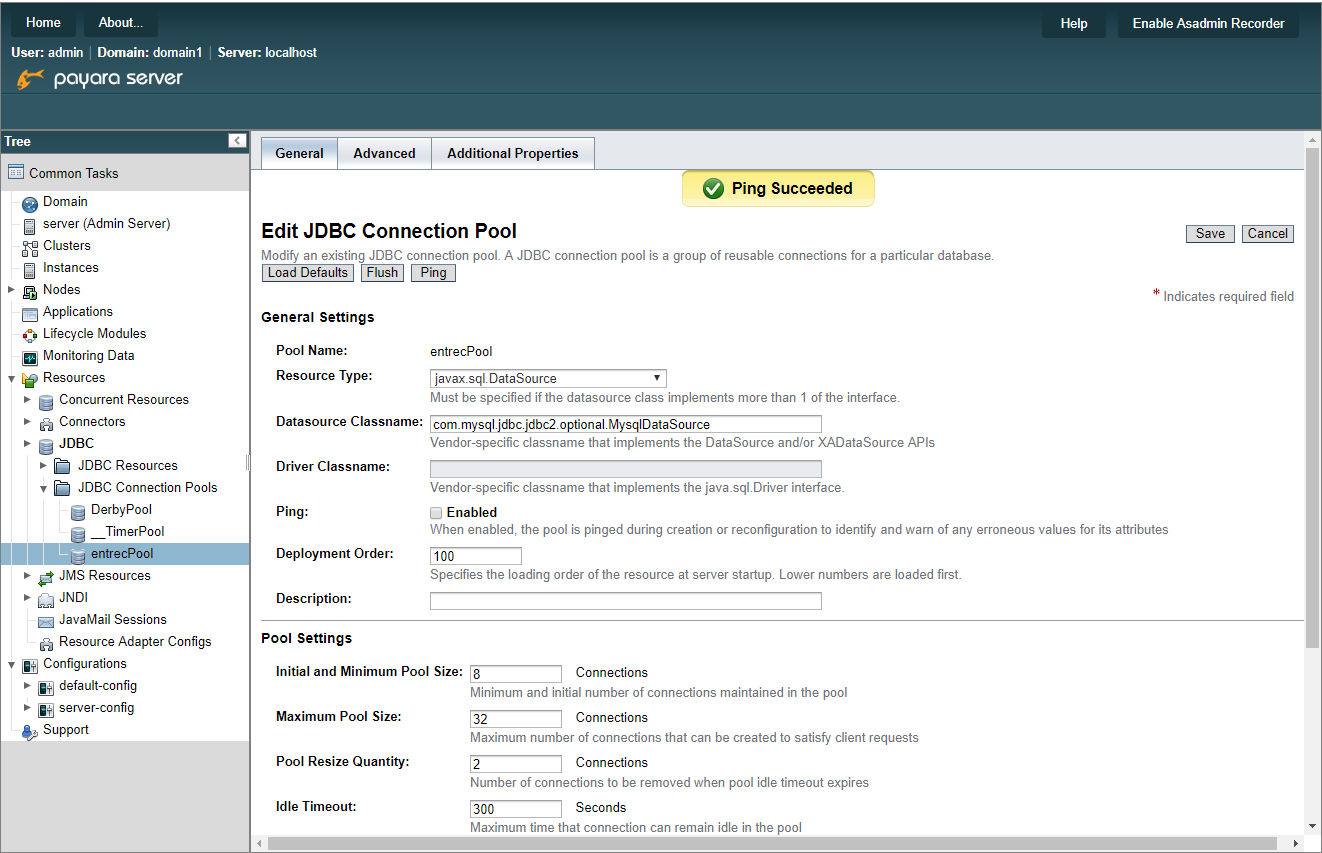 Home About... Help Enable Asadmin Recorder
User: admin Domain: domain1 Server: localhost
payara server
Tree
Common Tasks
Domain
server (Admin Server)
Clusters
Instances
Nodes
Applications
Lifecycle Modules
Monitoring Data
Resources
Concurrent Resources
Connectors
JDBC
JDBC Resources
JDBC Connection Pools
DerbyPool
__TimerPool
entrecPool
JMS Resources
JNDI
JavaMail Sessions
Resource Adapter Configs
Configurations
default-config
server-config
Support
General Advanced Additional Properties
Ping Succeeded
Edit JDBC Connection Pool
Save Cancel
Modify an existing JDBC connection pool. A JDBC connection pool is a group of reusable connections for a particular database.
Load Defaults Flush Ping
* Indicates required field
General Settings
Pool Name: entrecPool
Resource Type: javax.sql.DataSource
Must be specified if the datasource class implements more than 1 of the interface.
Datasource Classname: com.mysql.jdbc.jdbc2.optional.MysqlDataSource
Vendor-specific classname that implements the DataSource and/or XADataSource APIs
Driver Classname:
Vendor-specific classname that implements the java.sql.Driver interface.
Ping: Enabled
When enabled, the pool is pinged during creation or reconfiguration to identify and warn of any erroneous values for its attributes
Deployment Order: 100
Specifies the loading order of the resource at server startup. Lower numbers are loaded first.
Description:
Pool Settings
Initial and Minimum Pool Size: 8 Connections
Minimum and initial number of connections maintained in the pool
Maximum Pool Size: 32 Connections
Maximum number of connections that can be created to satisfy client requests
Pool Resize Quantity: 2 Connections
Number of connections to be removed when pool idle timeout expires
Idle Timeout: 300 Seconds
Maximum time that connection can remain idle in the pool